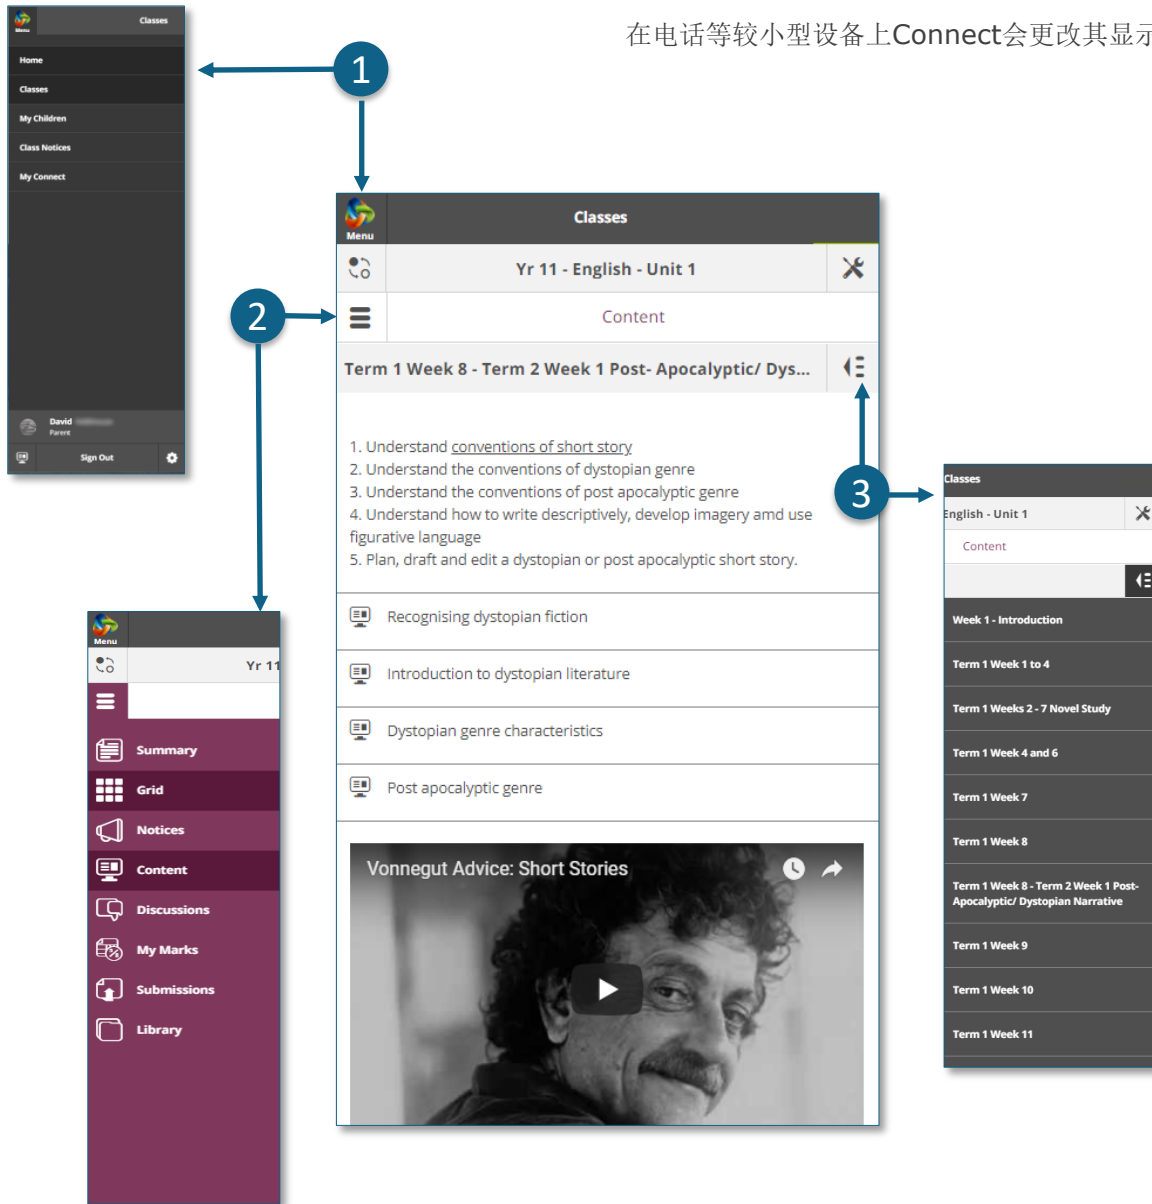 在电话等较小型设备上Connect会更改其显示
Menu
Classes
Home
Classes
My Children
Class Notices
My Connect
David
Parent
Sign Out
1
Menu
Classes
Yr 11 - English - Unit 1
2
Content
Term 1 Week 8 - Term 2 Week 1 Post- Apocalyptic/ Dys...
1. Understand conventions of short story
2. Understand the conventions of dystopian genre
3. Understand the conventions of post apocalyptic genre
4. Understand how to write descriptively, develop imagery amd use
figurative language
5. Plan, draft and edit a dystopian or post apocalyptic short story.
Recognising dystopian fiction
Introduction to dystopian literature
Dystopian genre characteristics
Post apocalyptic genre
Vonnegut Advice: Short Stories
3
Menu
Yr 11
Summary
Grid
Notices
Content
Discussions
My Marks
Submissions
Library
Classes
English - Unit 1
Content
Week 1 - Introduction
Term 1 Week 1 to 4
Term 1 Weeks 2 - 7 Novel Study
Term 1 Week 4 and 6
Term 1 Week 7
Term 1 Week 8
Term 1 Week 8 - Term 2 Week 1 Post-
Apocalyptic/ Dystopian Narrative
Term 1 Week 9
Term 1 Week 10
Term 1 Week 11